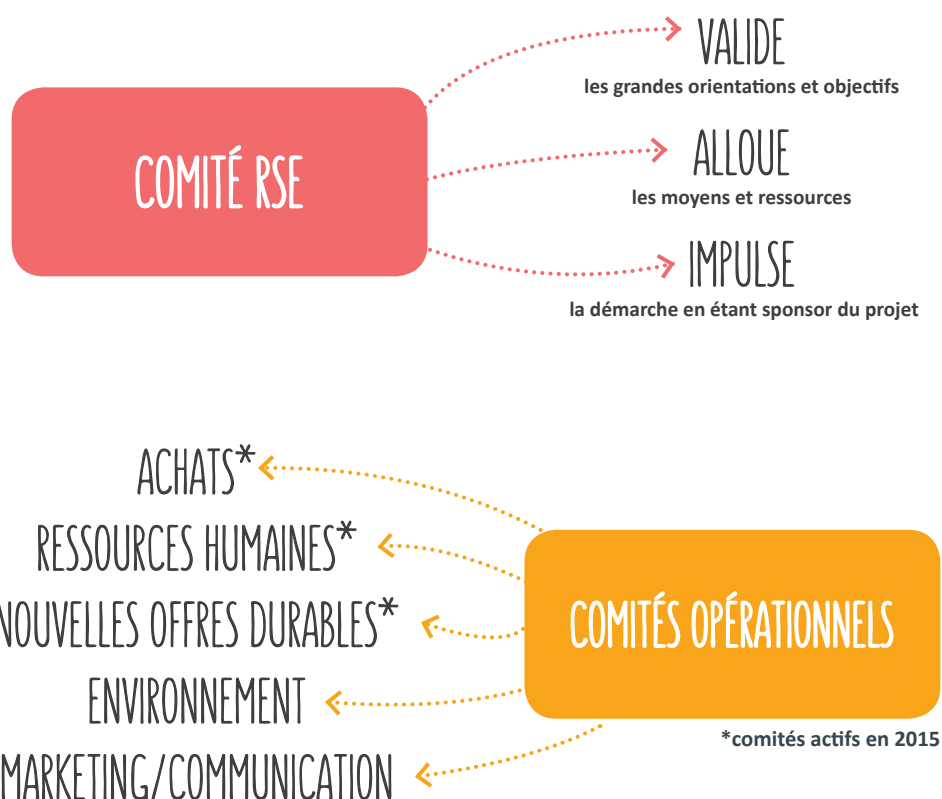 COMITÉ RSE
VALIDE
les grandes orientations et objectifs
ALLOUE
les moyens et ressources
IMPULSE
la démarche en étant sponsor du projet
ACHATS*
RESSOURCES HUMAINES*
NOUVELLES OFFRES DURABLES*
ENVIRONNEMENT
MARKETING/COMMUNICATION
COMITÉS OPÉRATIONNELS
*comités actifs en 2015